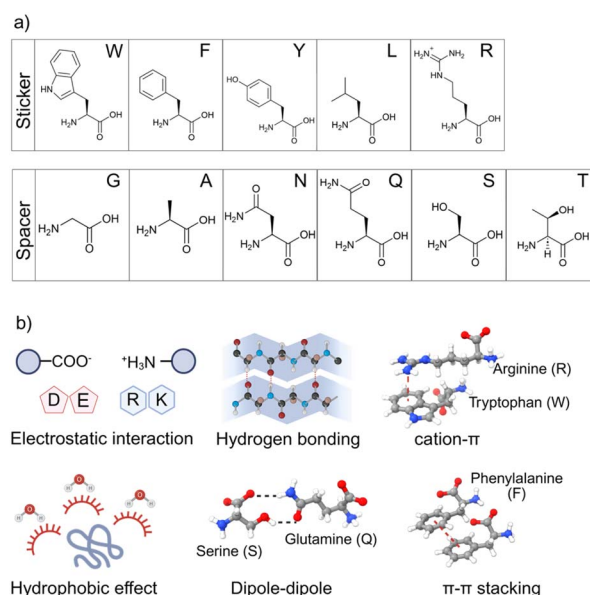 a)
Sticker
W
F
Y
L
R
HN
H₂N
OH
O
H₂N
OH
O
HO
H₂N
OH
O
H₂N
OH
O
NH₂⁺
NH₂
HN
H₂N
OH
O
Spacer
G
A
N
Q
S
T
H₂N
OH
O
H₂N
OH
O
O
H₂N
H₂N
OH
O
H₂N
O
H₂N
OH
O
HO
H₂N
OH
O
OH
H₂N
H
OH
O
b)
COO⁻
⁺H₃N
D E
R K
Electrostatic interaction
Hydrogen bonding
Arginine (R)
Tryptophan (W)
cation-π
O
H H
O
H H
O
H H
Hydrophobic effect
Serine (S)
Glutamine (Q)
Dipole-dipole
Phenylalanine
(F)
π-π stacking